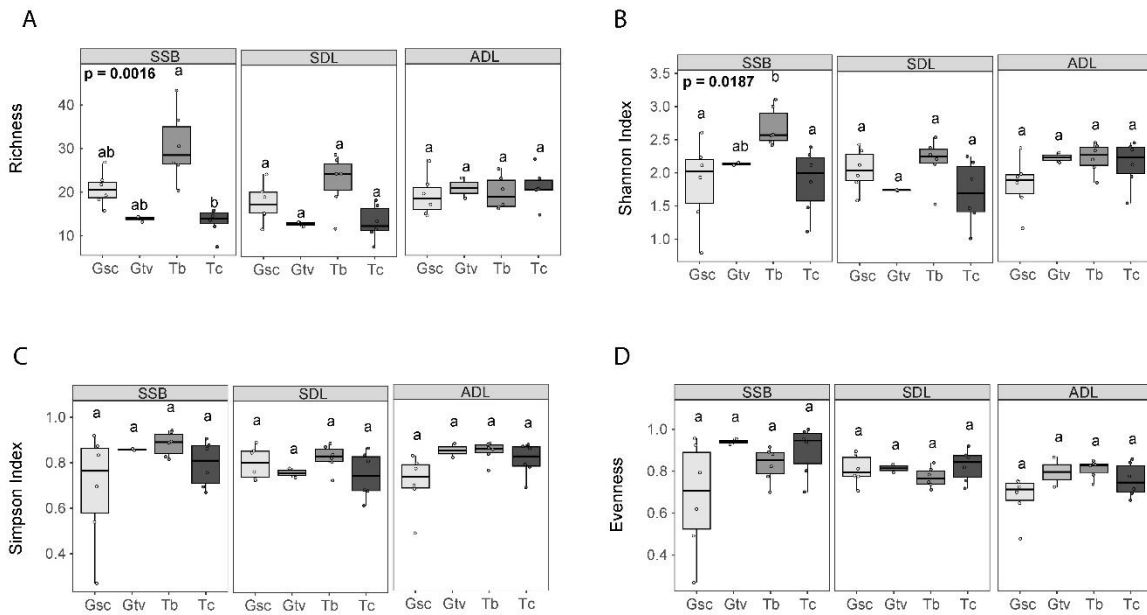 A
B
SSB SDL ADL
p = 0.0016
Richness
40
30
20
10
ab ab a b
a a a a
a a a a
Gsc Gtv Tb Tc Gsc Gtv Tb Tc Gsc Gtv Tb Tc
SSB SDL ADL
p = 0.0187
Shannon Index
3.5
3.0
2.5
2.0
1.5
1.0
a ab b a
a a a a
a a a a
Gsc Gtv Tb Tc Gsc Gtv Tb Tc Gsc Gtv Tb Tc
C
D
SSB SDL ADL
Simpson Index
1.0
0.8
0.6
0.4
a a a a
a a a a
a a a a
Gsc Gtv Tb Tc Gsc Gtv Tb Tc Gsc Gtv Tb Tc
SSB SDL ADL
Evenness
1.0
0.8
0.6
0.4
a a a a
a a a a
a a a a
Gsc Gtv Tb Tc Gsc Gtv Tb Tc Gsc Gtv Tb Tc